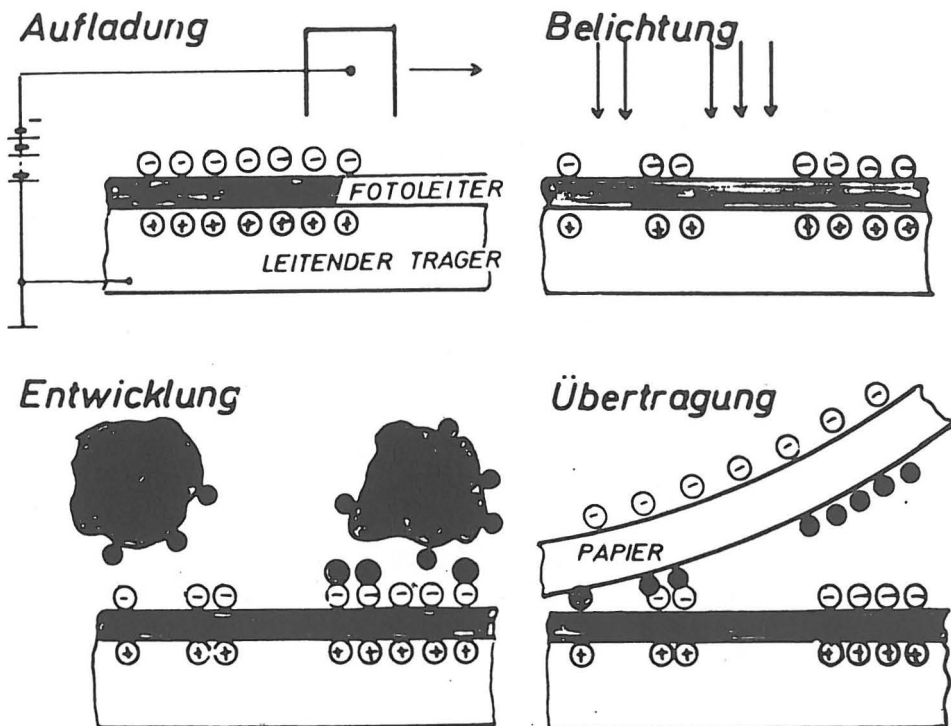 Aufladung
Belichtung
FOTOLEITER
LEITENDER TRAGER
Entwicklung
Übertragung
PAPIER